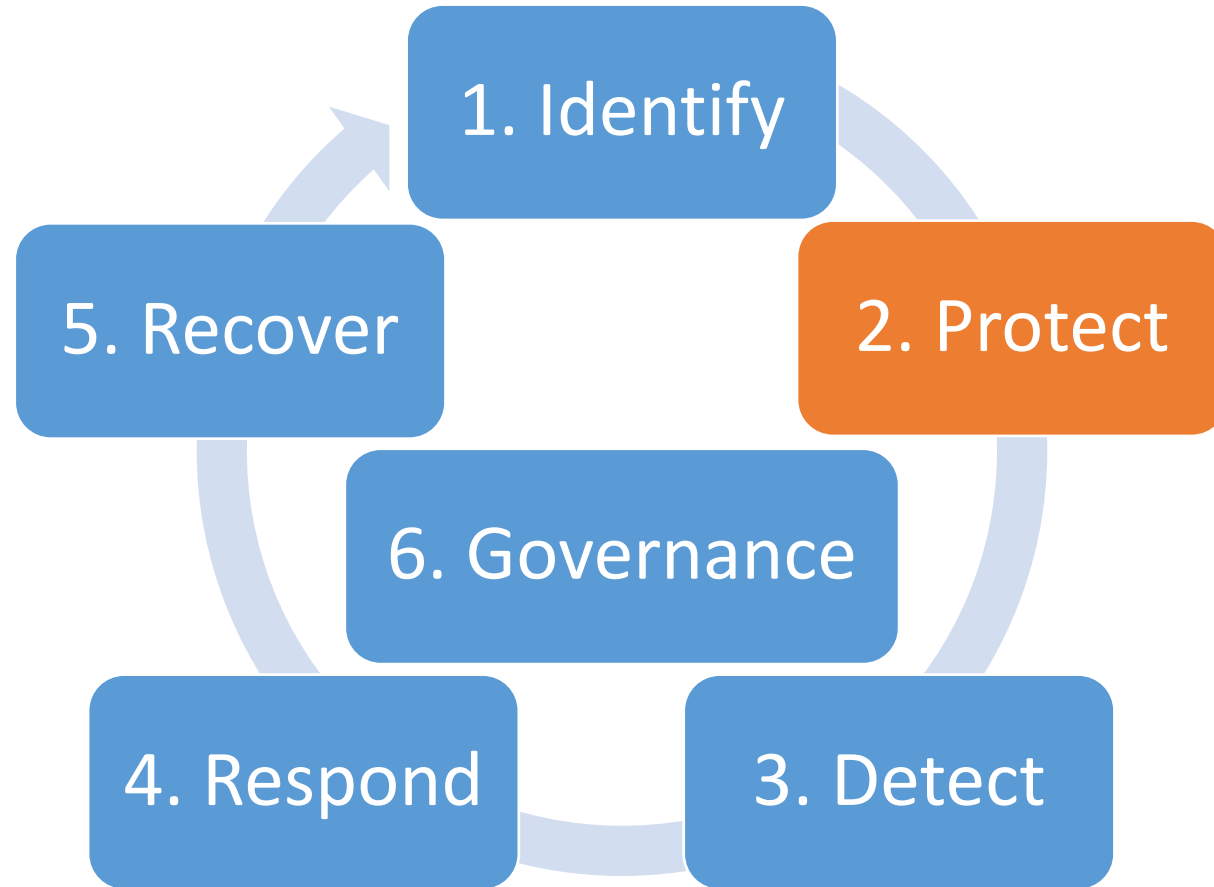 1. Identify
2. Protect
3. Detect
4. Respond
5. Recover
6. Governance